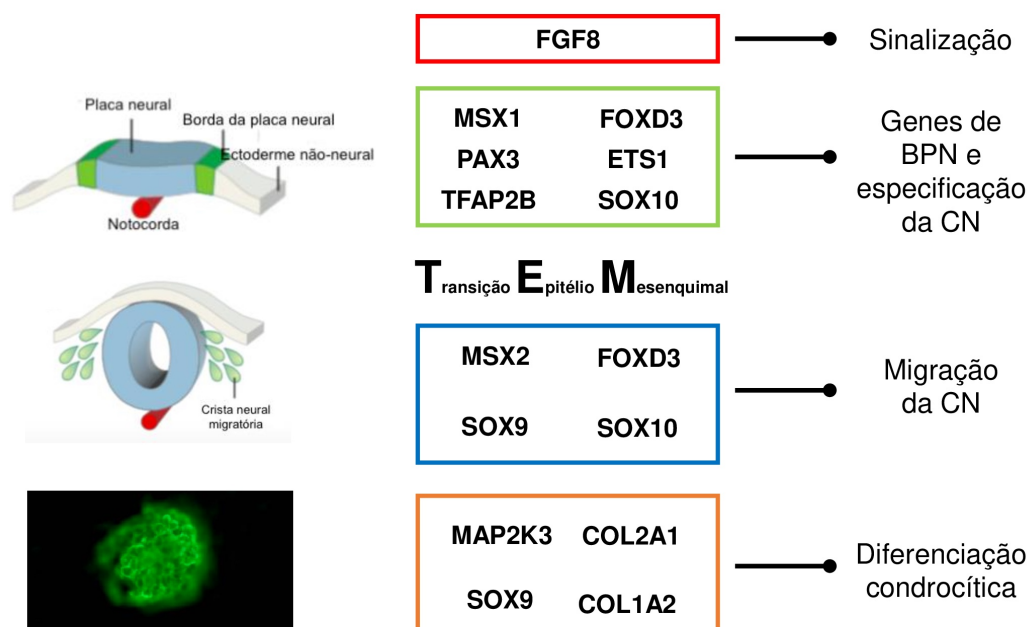 FGF8
Sinalização
Placa neural
Borda da placa neural
Ectoderme não-neural
Notocorda
MSX1 FOXD3
PAX3 ETS1
TFAP2B SOX10
Genes de
BPN e
especificação
da CN
Transição Epitélio Mesenquimal
Crista neural
migratória
MSX2 FOXD3
SOX9 SOX10
Migração
da CN
MAP2K3 COL2A1
SOX9 COL1A2
Diferenciação
condrocítica